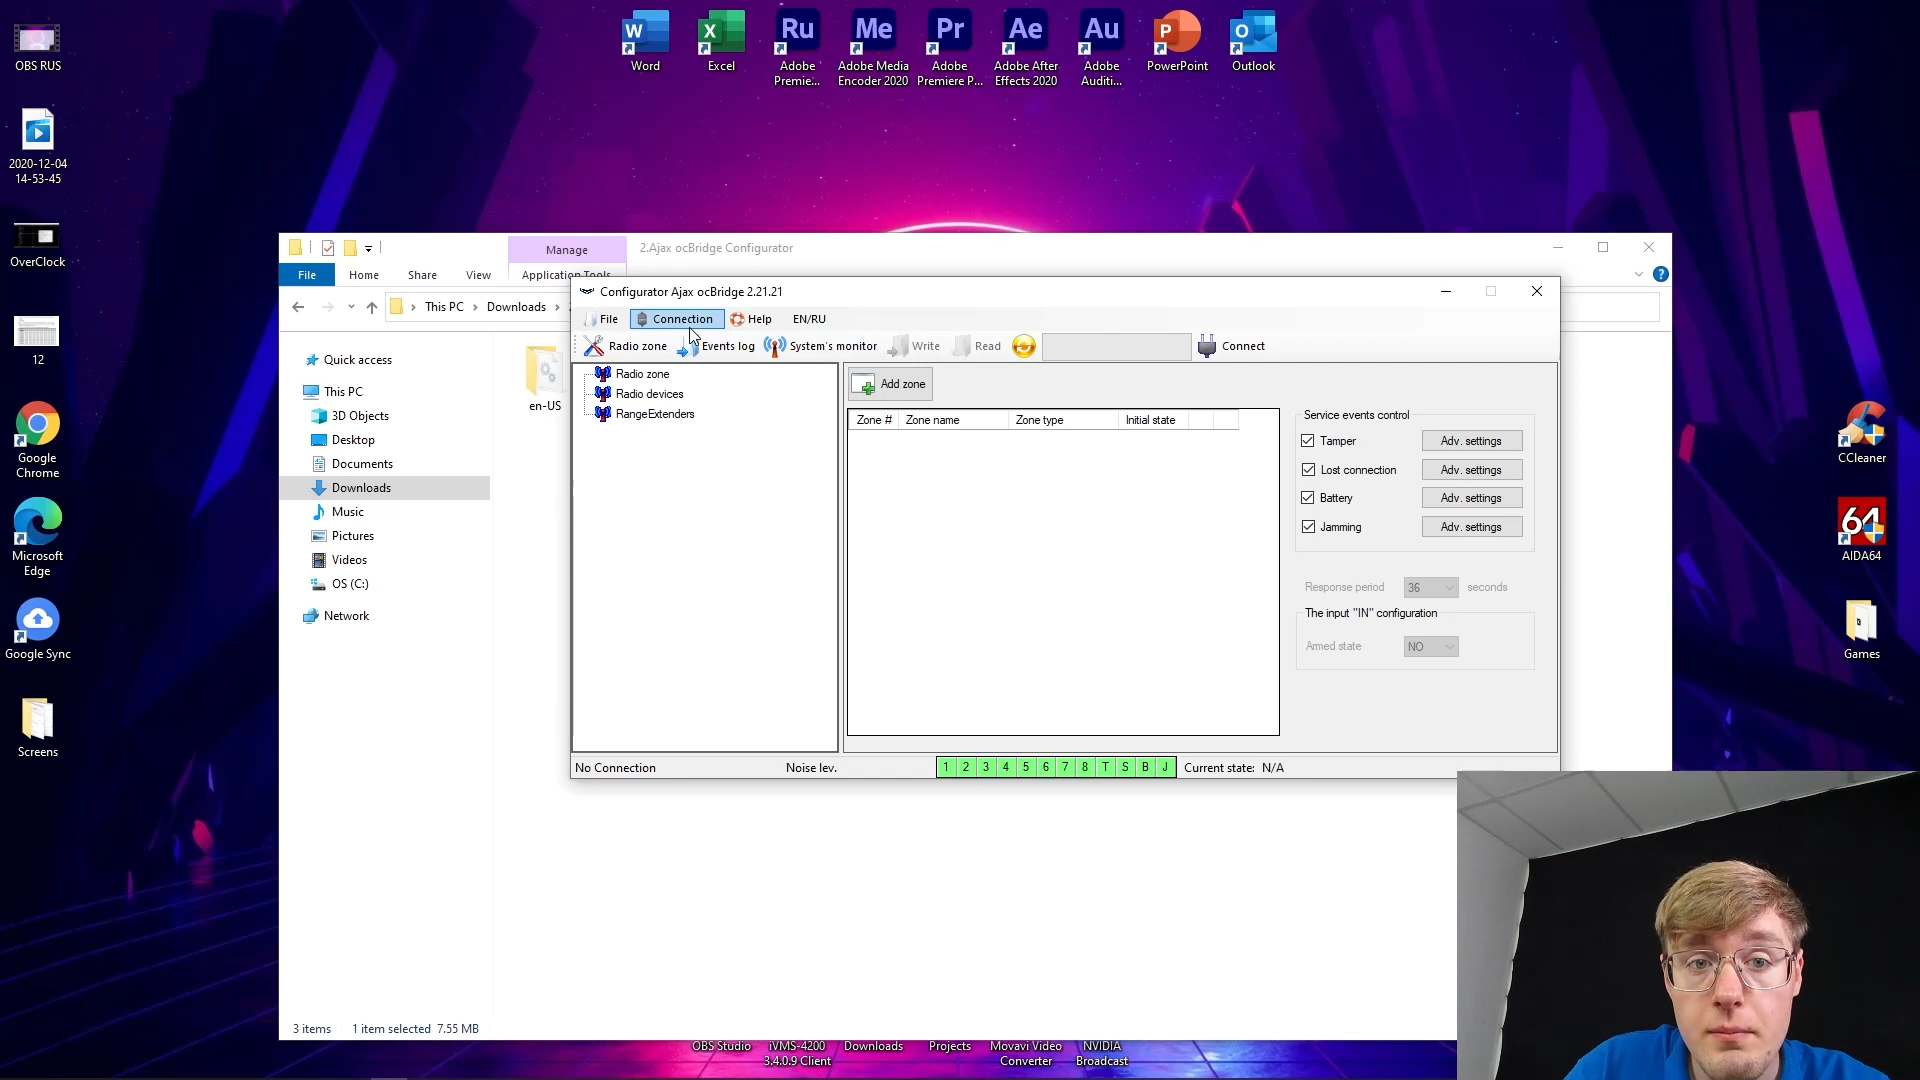 OBS RUS
2020-12-04
14-53-45
OverClock
12
Google
Chrome
Microsoft
Edge
Google Sync
Screens
W
Word
X
Excel
Ru
Adobe
Premie...
Me
Adobe Media
Encoder 2020
Pr
Adobe
Premiere P...
Ae
Adobe After
Effects 2020
Au
Adobe
Auditi...
P
PowerPoint
O
Outlook
Manage
2.Ajax ocBridge Configurator
File
Home
Share
View
Application Tools
This PC
Downloads
Quick access
This PC
3D Objects
Desktop
Documents
Downloads
Music
Pictures
Videos
OS (C:)
Network
en-US
3 items
1 item selected 7.55 MB
Configurator Ajax ocBridge 2.21.21
File
Connection
Help
EN/RU
Radio zone
Events log
System's monitor
Write
Read
Connect
Radio zone
Radio devices
RangeExtenders
Add zone
Zone #
Zone name
Zone type
Initial state
Service events control
Tamper
Adv. settings
Lost connection
Adv. settings
Battery
Adv. settings
Jamming
Adv. settings
Response period
36
seconds
The input "IN" configuration
Armed state
NO
No Connection
Noise lev.
1 2 3 4 5 6 7 8 T S B J
Current state: N/A
CCleaner
64
AIDA64
Games
OBS Studio
iVMS-4200
3.4.0.9 Client
Downloads
Projects
Movavi Video
Converter
NVIDIA
Broadcast